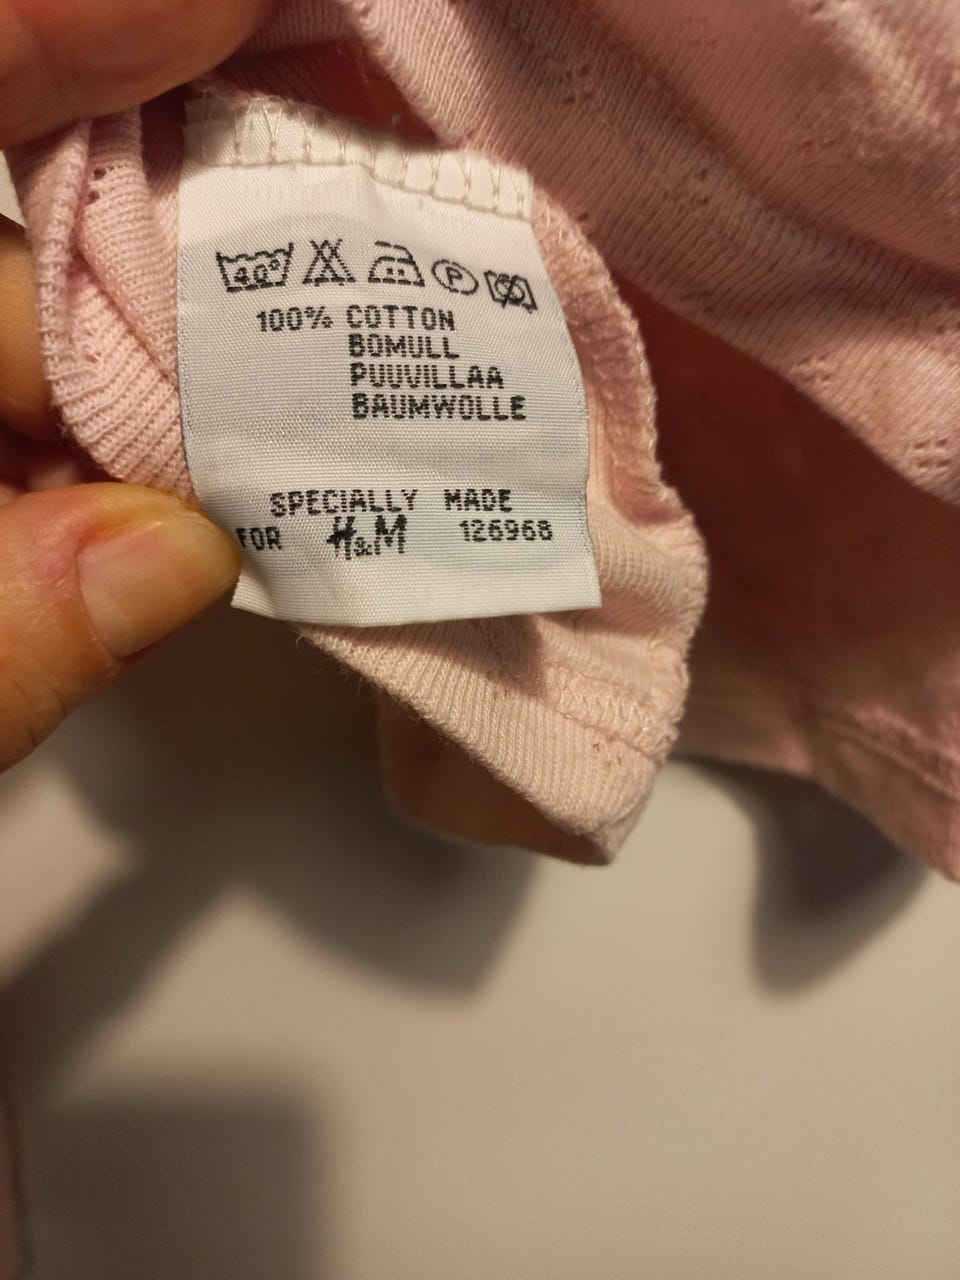 40°
P
100% COTTON
BOMULL
PUUVILLAA
BAUMWOLLE
SPECIALLY MADE
FOR H&M 126968